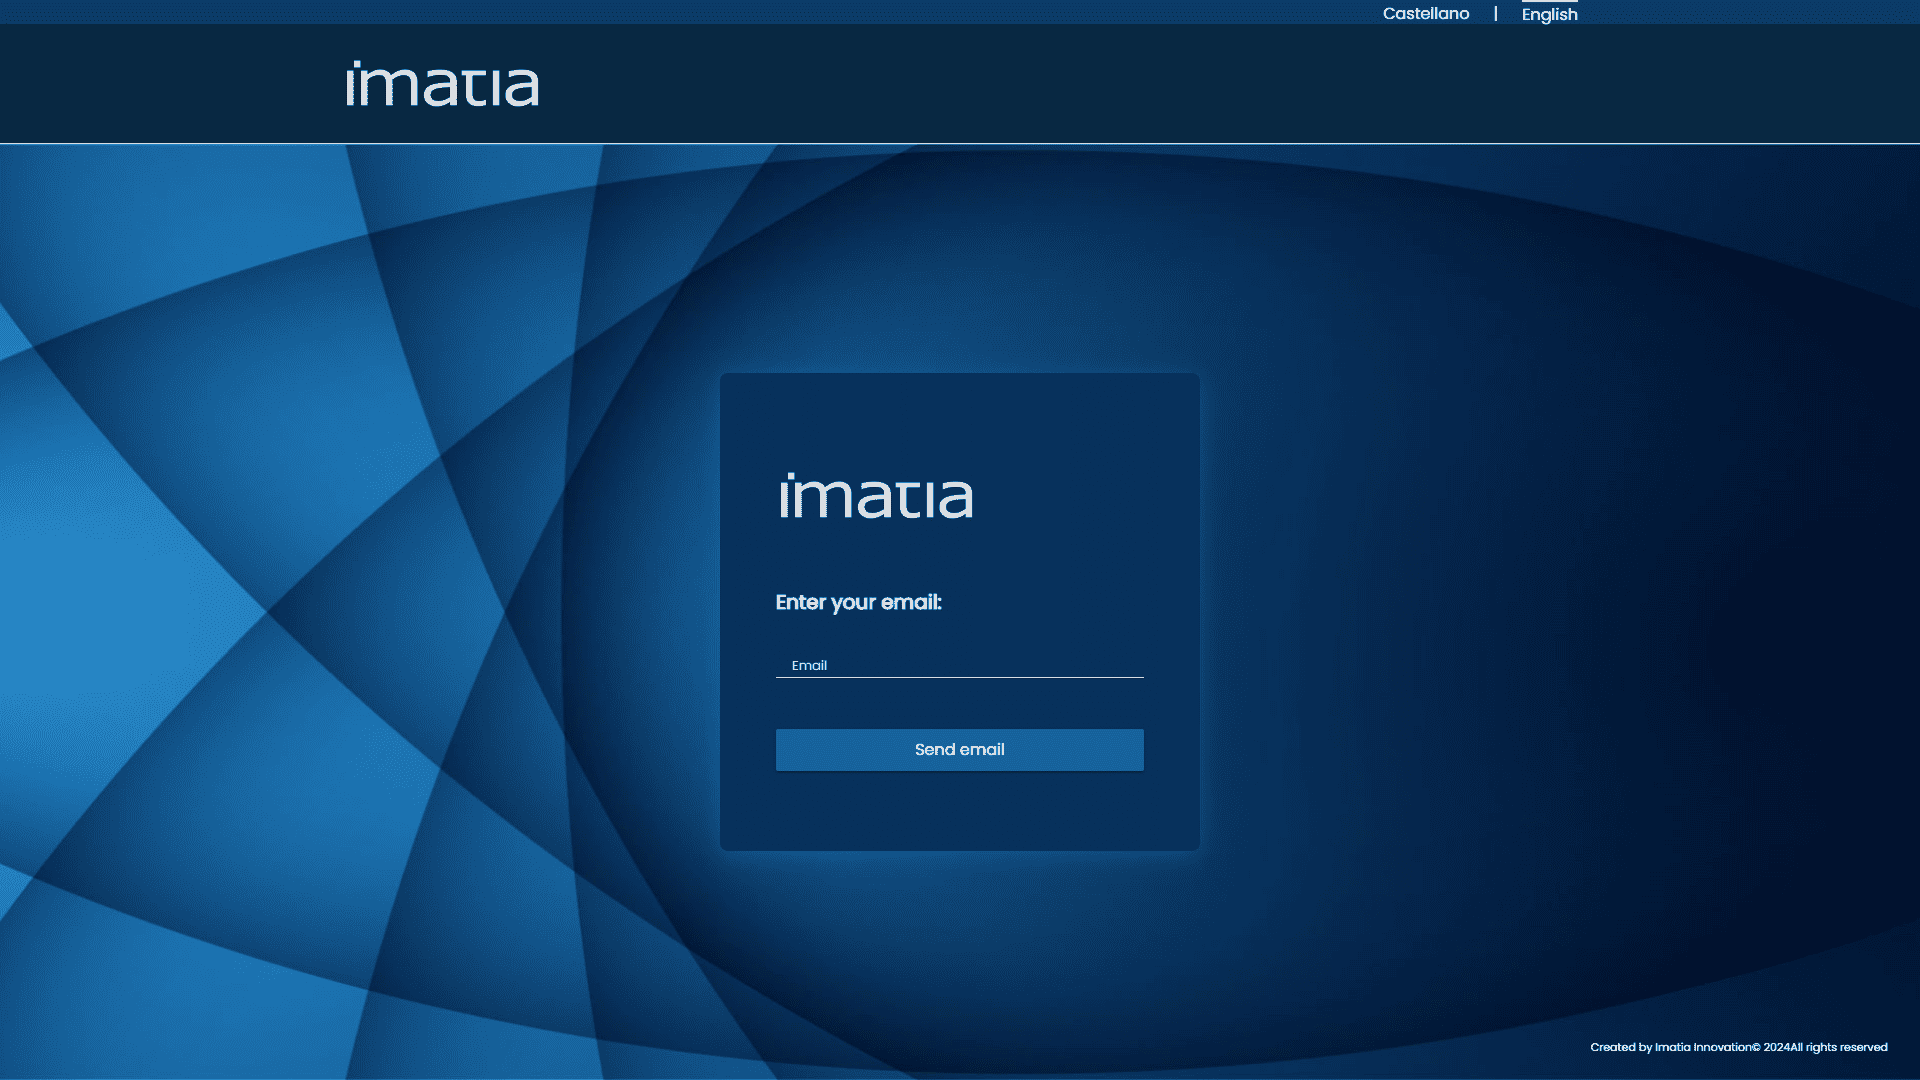 Castellano | English
imatia
imatia
Enter your email:
Email
Send email
Created by Imatia Innovation© 2024All rights reserved